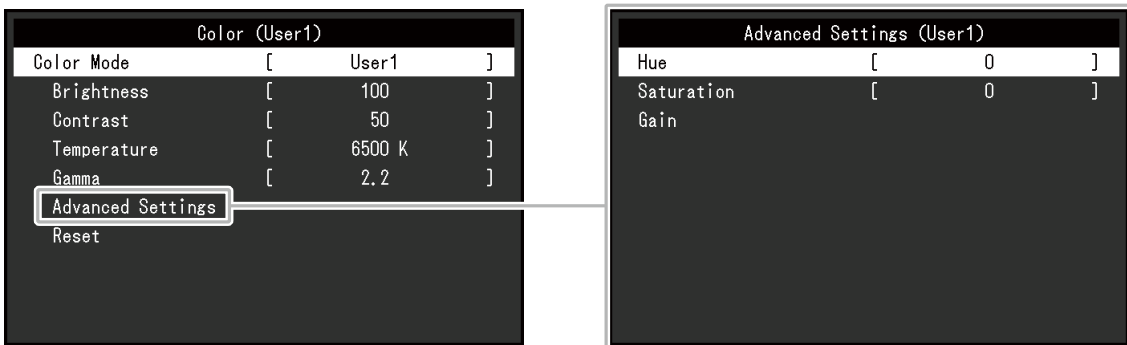 Color (User1)
Color Mode [ User1 ]
Brightness [ 100 ]
Contrast [ 50 ]
Temperature [ 6500 K ]
Gamma [ 2.2 ]
Advanced Settings
Reset
Advanced Settings (User1)
Hue [ 0 ]
Saturation [ 0 ]
Gain